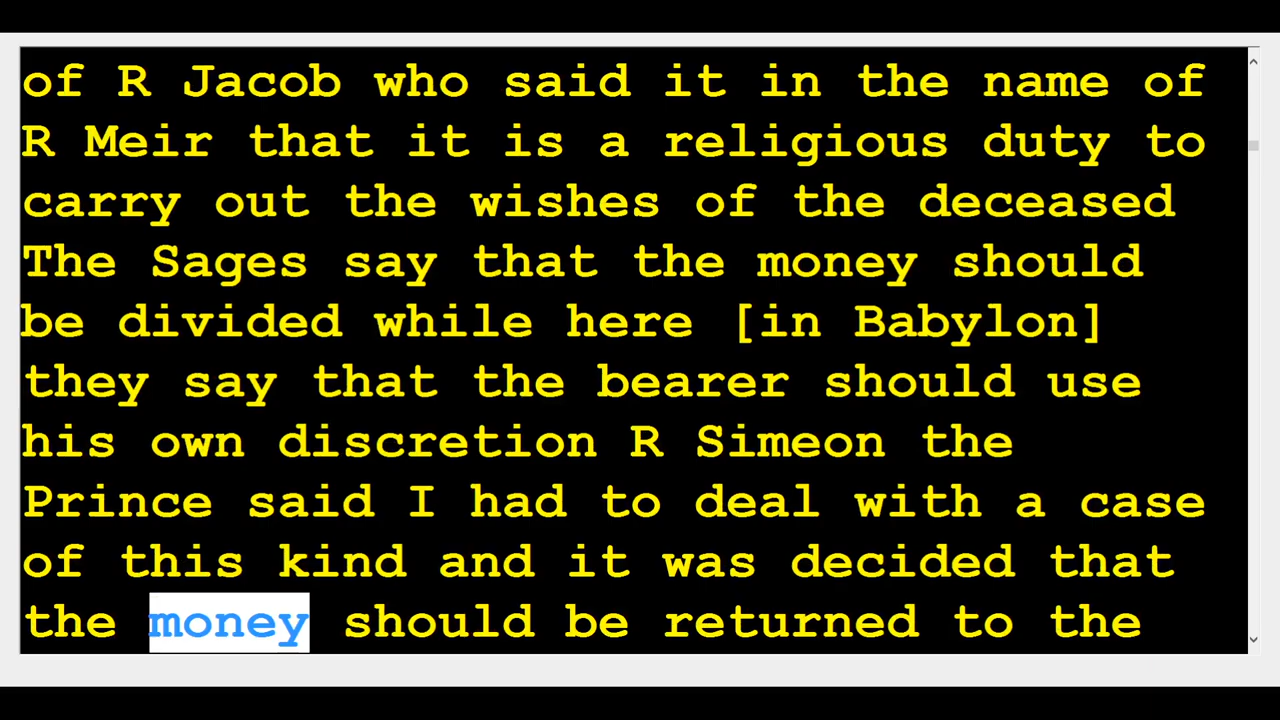 of R Jacob who said it in the name of
R Meir that it is a religious duty to
carry out the wishes of the deceased
The Sages say that the money should
be divided while here [in Babylon]
they say that the bearer should use
his own discretion R Simeon the
Prince said I had to deal with a case
of this kind and it was decided that
the money should be returned to the